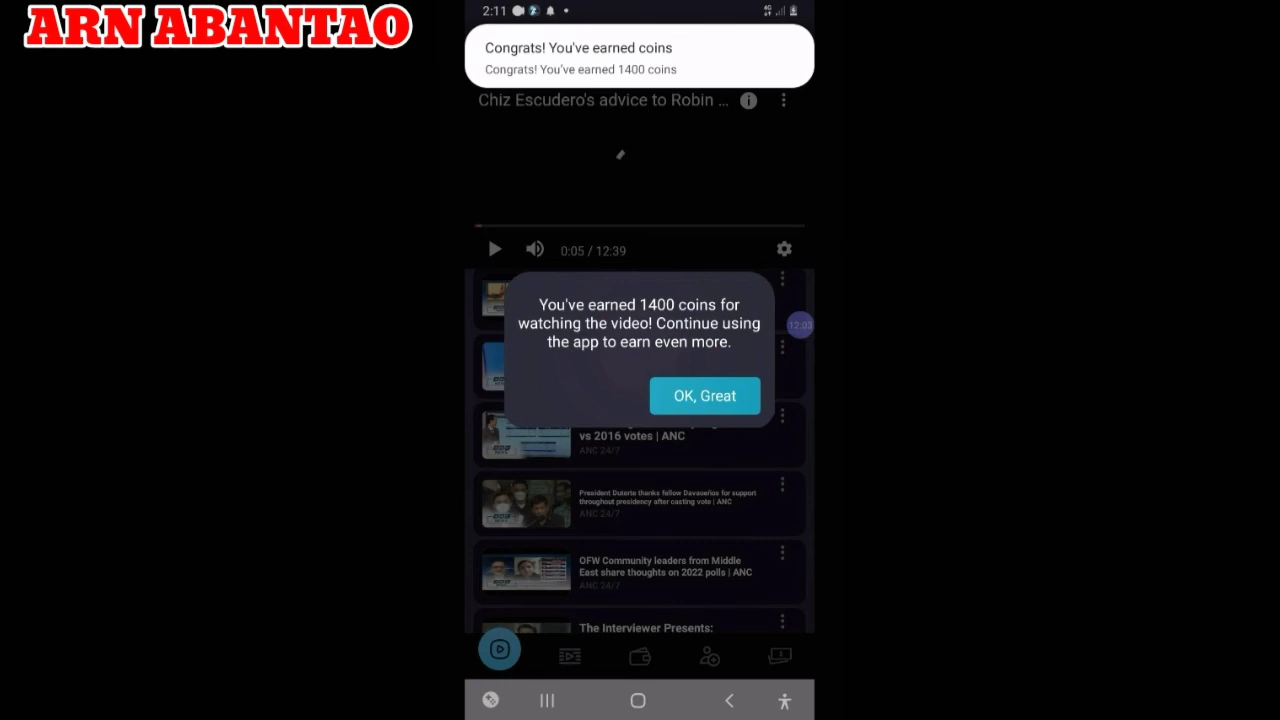 ARN ABANTAO
2:11
Congrats! You've earned coins
Congrats! You've earned 1400 coins
Chiz Escudero's advice to Robin ...
0:05 / 12:39
You've earned 1400 coins for
watching the video! Continue using
the app to earn even more.
12:03
OK, Great
vs 2016 votes | ANC
ANC 24/7
President Duterte thanks fellow Davaoeños for support
throughout presidency after casting vote | ANC
ANC 24/7
OFW Community leaders from Middle
East share thoughts on 2022 polls | ANC
ANC 24/7
The Interviewer Presents: